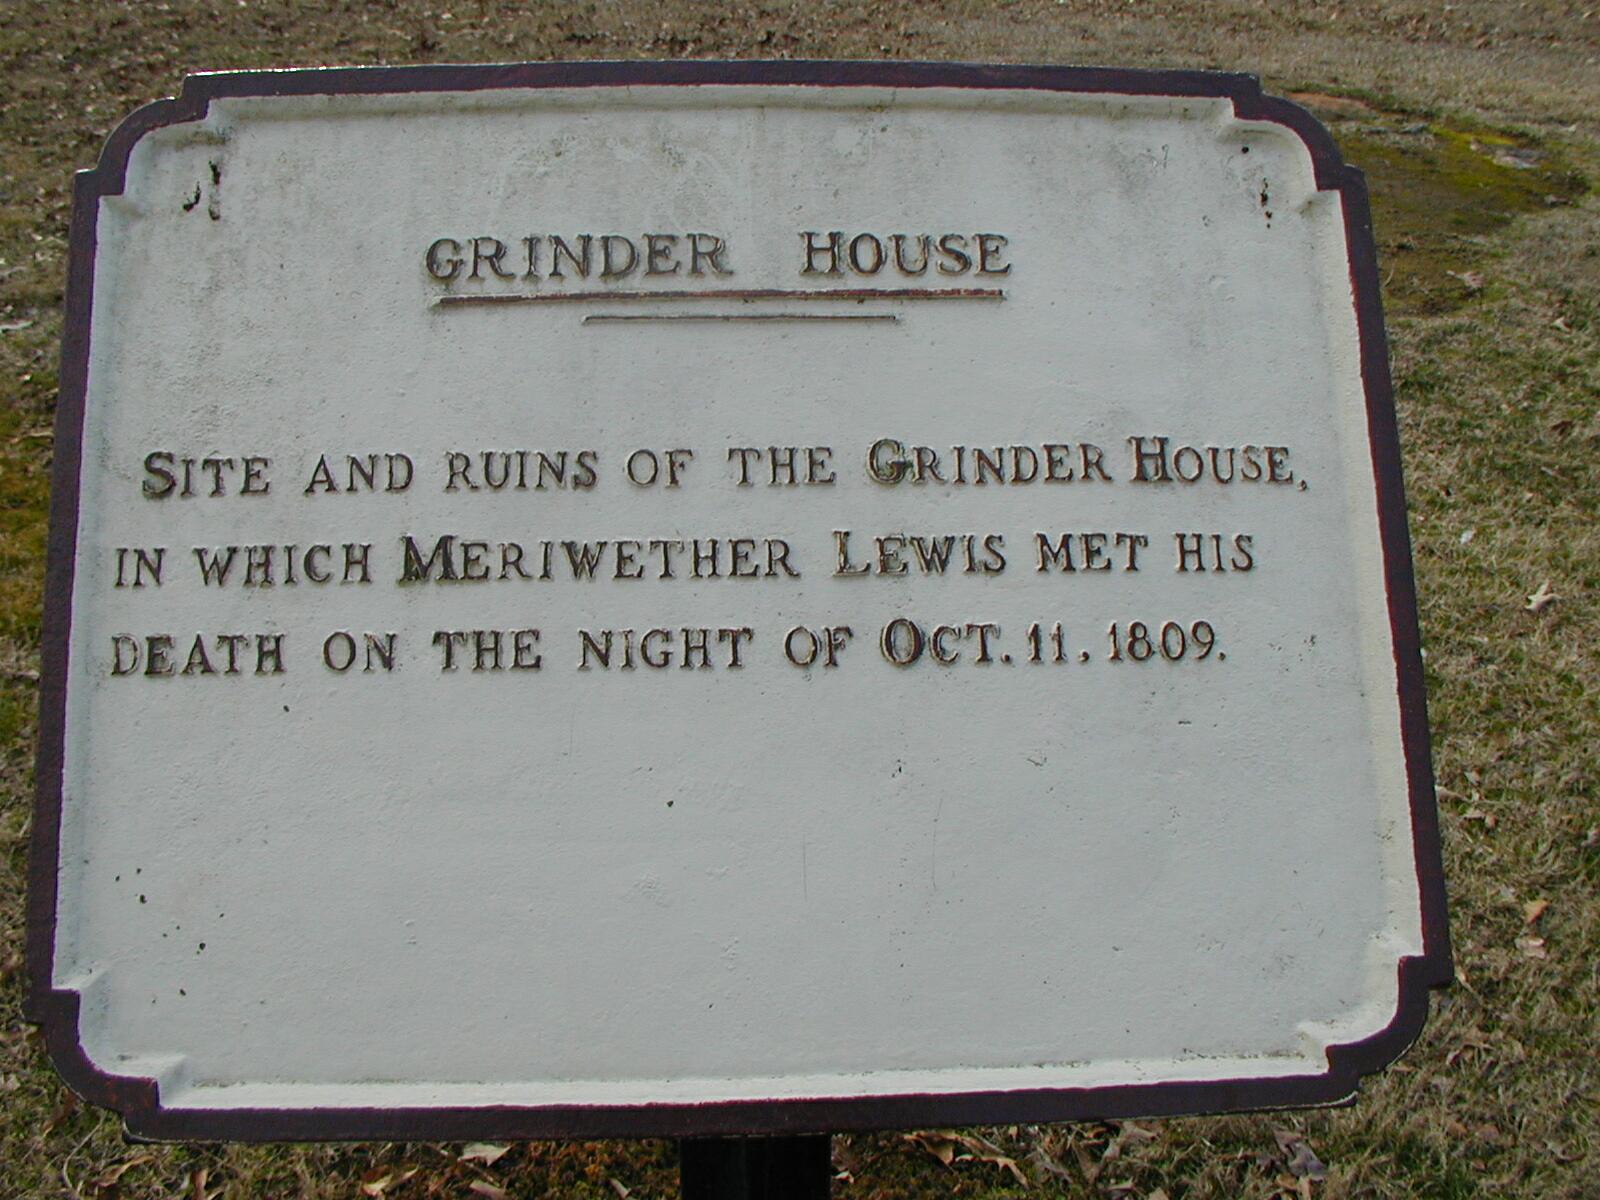 GRINDER HOUSE
SITE AND RUINS OF THE GRINDER HOUSE,
IN WHICH MERIWETHER LEWIS MET HIS
DEATH ON THE NIGHT OF OCT. 11, 1809.